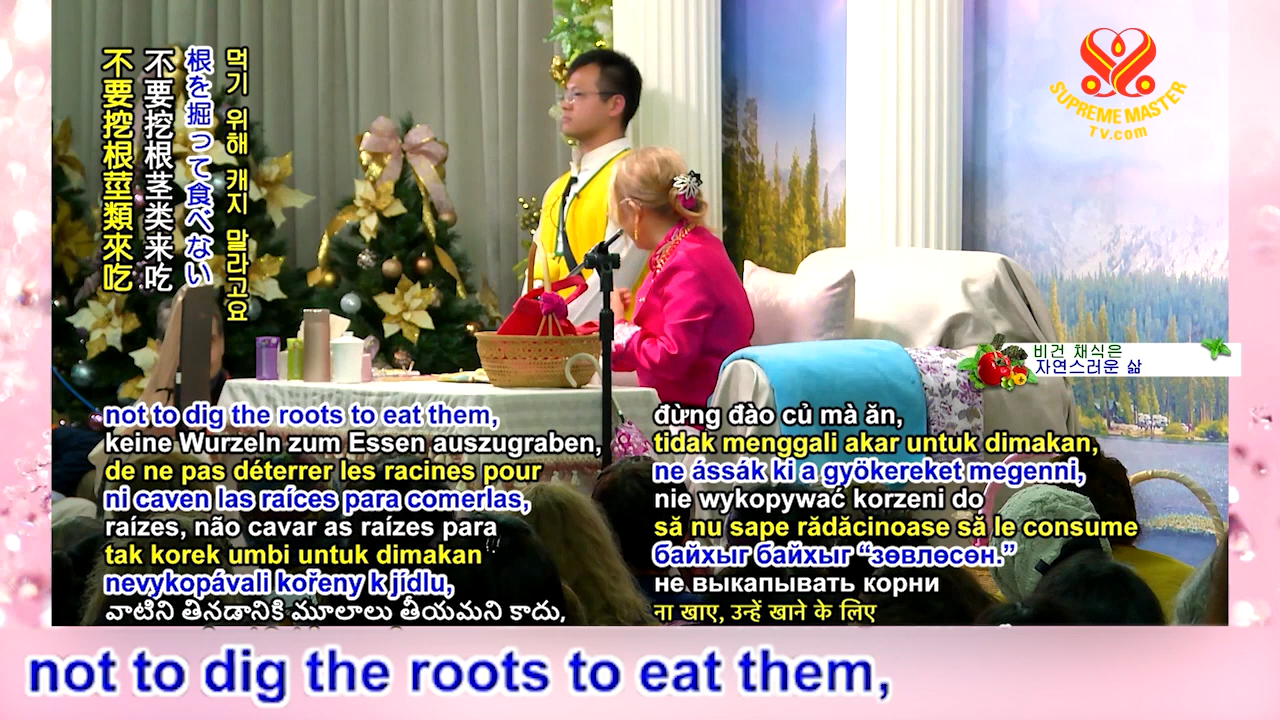 不要挖根莖類來吃
不要挖根茎类来吃
根を掘って食べない
먹기 위해 캐지 말라고요
SUPREME MASTER
TV.com
비건 채식은
자연스러운 삶
not to dig the roots to eat them,
keine Wurzeln zum Essen auszugraben,
de ne pas déterrer les racines pour
ni caven las raíces para comerlas,
raízes, não cavar as raízes para
tak korek umbi untuk dimakan
nevykopávali kořeny k jídlu,
వాటిని తినడానికి మూలాలు తీయమని కాదు,
đừng đào củ mà ăn,
tidak menggali akar untuk dimakan,
ne ássák ki a gyökereket megenni,
nie wykopywać korzeni do
să nu sape rădăcinoase să le consume
байхыг байхыг “зөвлөсөн.”
не выкапывать корни
ना खाए, उन्हें खाने के लिए
not to dig the roots to eat them,